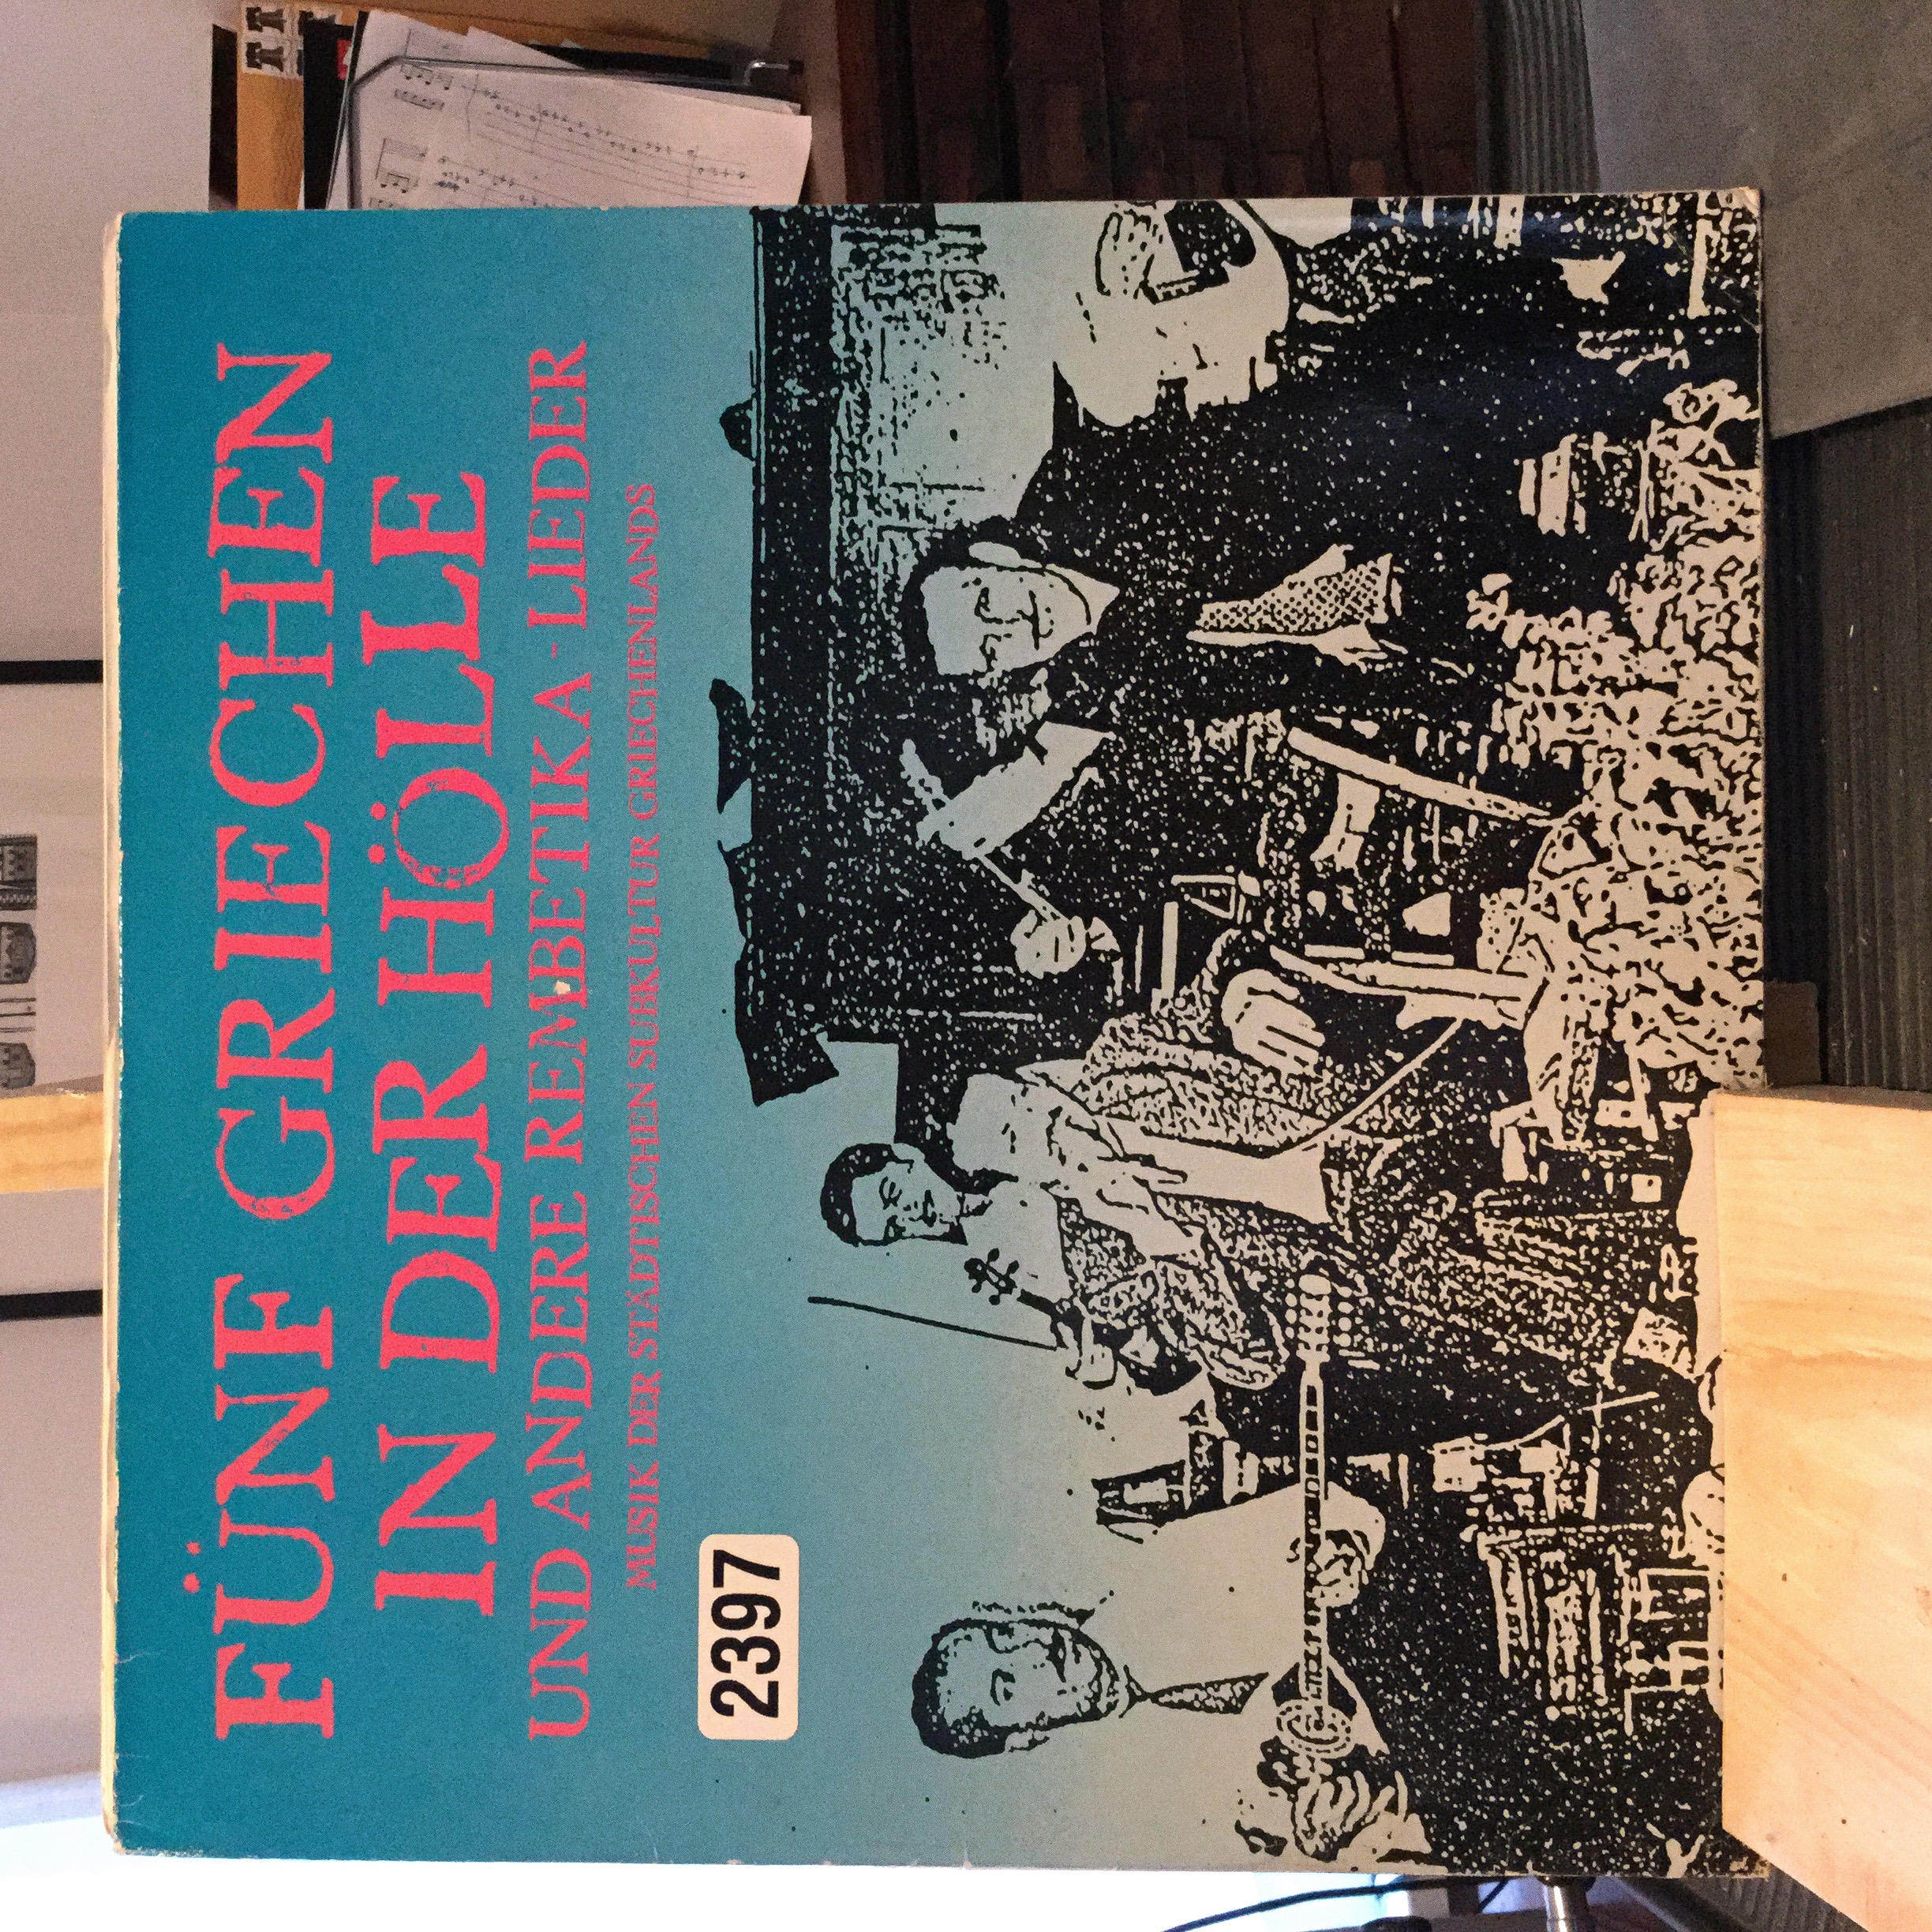 FÜNF GRIECHEN
IN DER HÖLLE
UND ANDERE REMBETIKA - LIEDER
MUSIK DER STÄDTISCHEN SUBKULTUR GRIECHENLANDS
2397